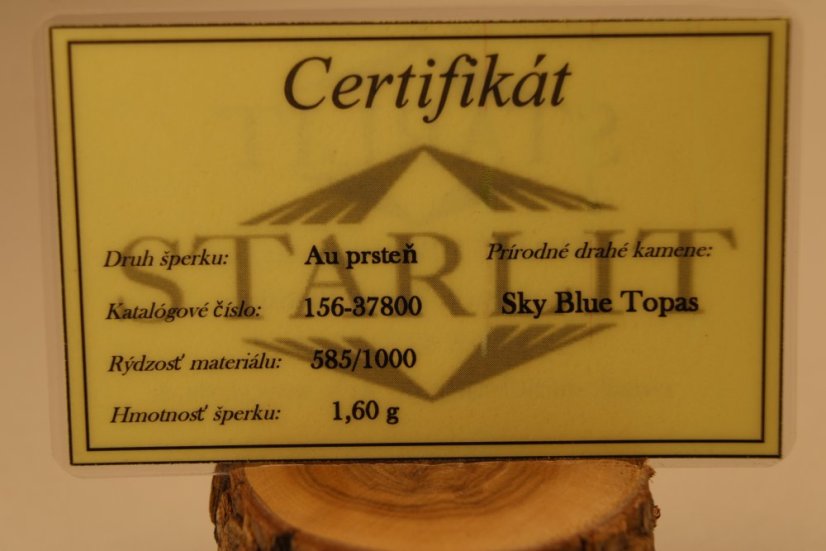 Certifikát
STARLIT
Druh šperku: Au prsteň
Prírodné drahé kamene:
Katalógové číslo: 156-37800
Sky Blue Topas
Rýdzosť materiálu: 585/1000
Hmotnosť šperku: 1,60 g